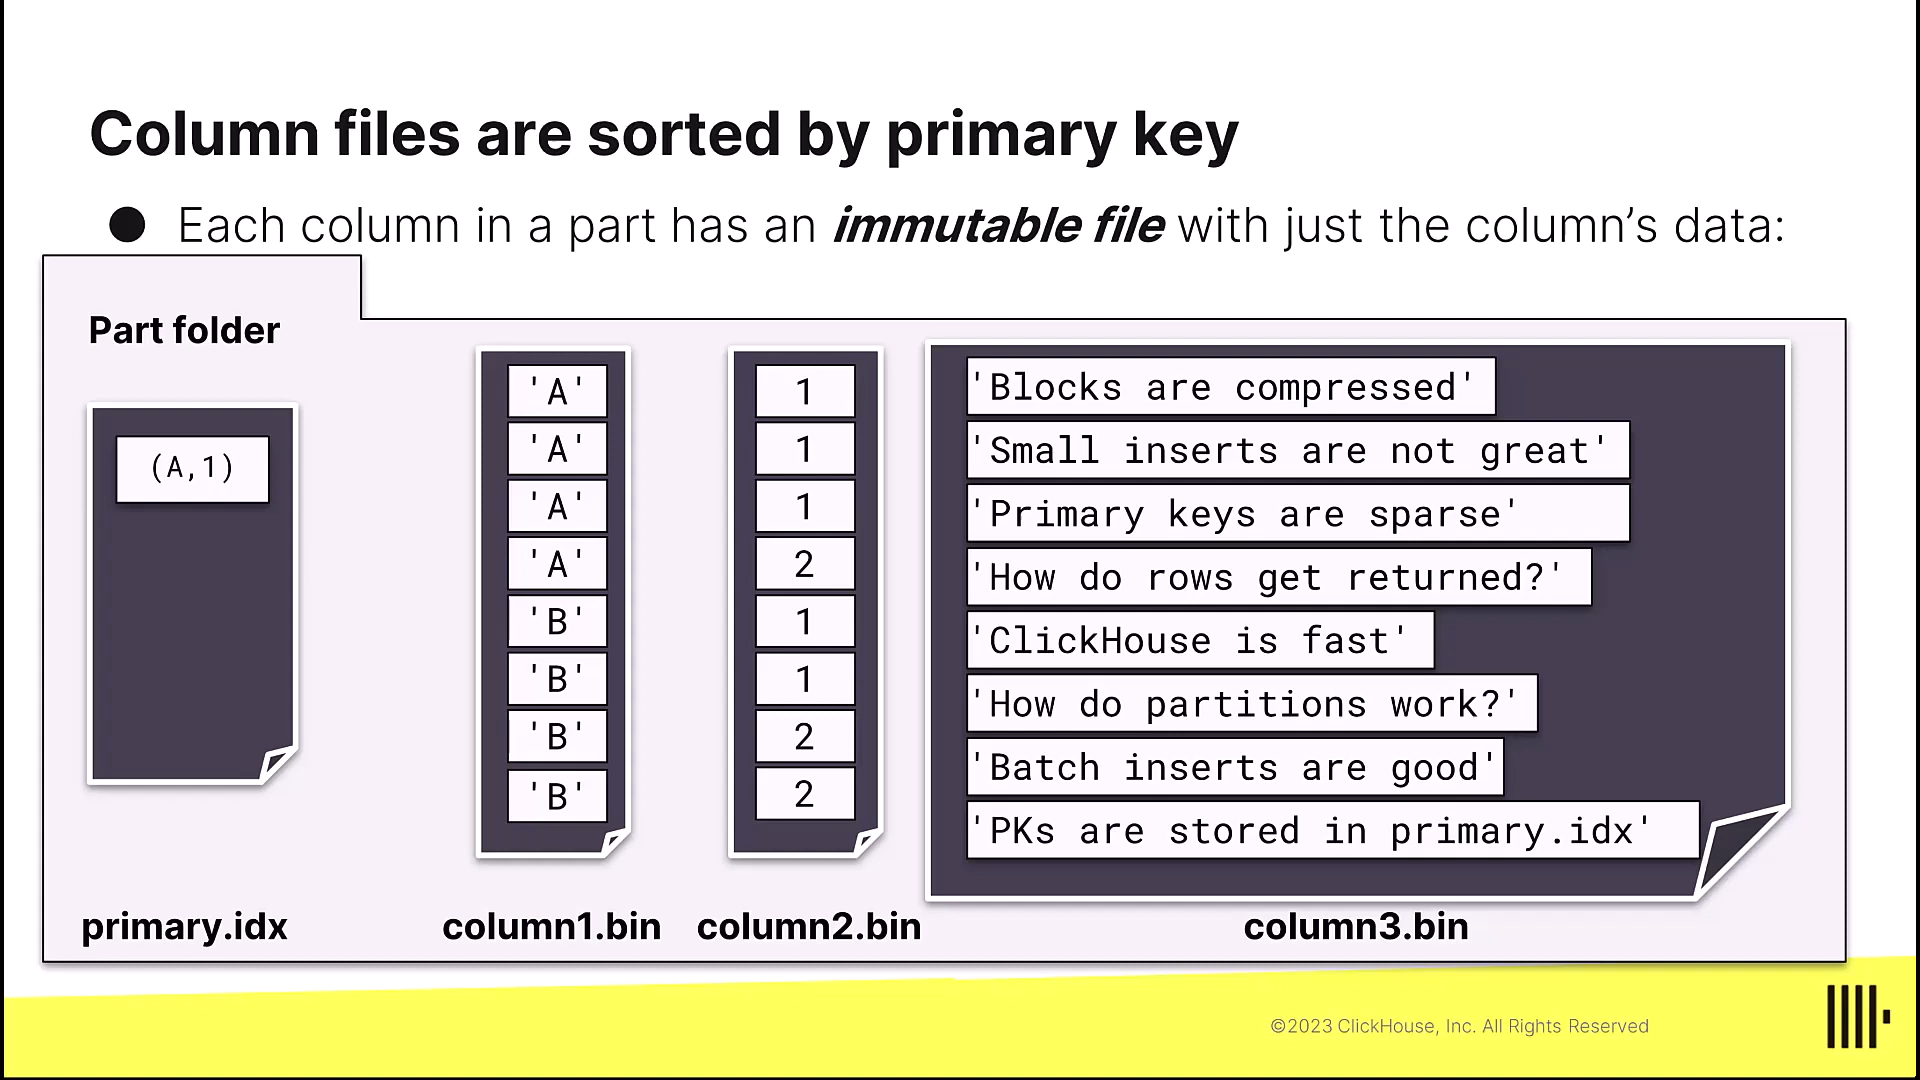 Column files are sorted by primary key
● Each column in a part has an immutable file with just the column’s data:
Part folder
(A,1)
primary.idx
'A'
'A'
'A'
'A'
'B'
'B'
'B'
'B'
column1.bin
1
1
1
2
1
1
2
2
column2.bin
'Blocks are compressed'
'Small inserts are not great'
'Primary keys are sparse'
'How do rows get returned?'
'ClickHouse is fast'
'How do partitions work?'
'Batch inserts are good'
'PKs are stored in primary.idx'
column3.bin
©2023 ClickHouse, Inc. All Rights Reserved